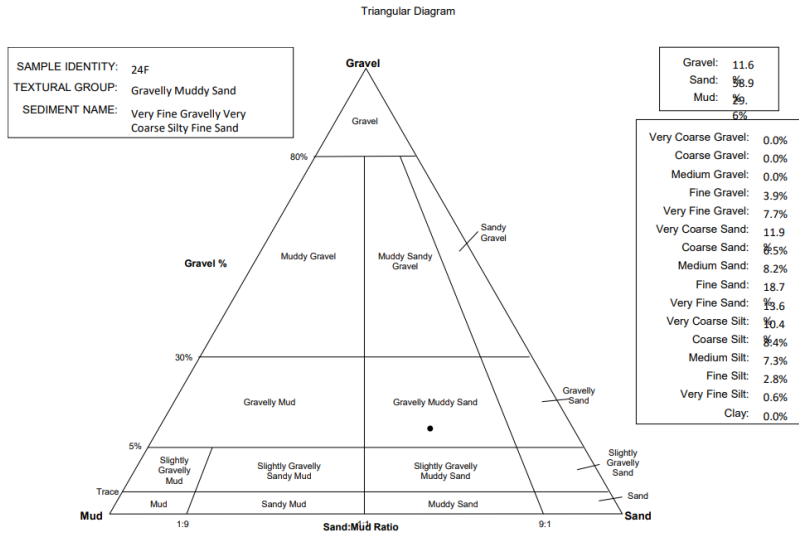 Triangular Diagram
SAMPLE IDENTITY: 24F
TEXTURAL GROUP: Gravelly Muddy Sand
SEDIMENT NAME: Very Fine Gravelly Very
Coarse Silty Fine Sand
Gravel: 11.6
%
Sand: 58.9
%
Mud: 29.
6%
Very Coarse Gravel: 0.0%
Coarse Gravel: 0.0%
Medium Gravel: 0.0%
Fine Gravel: 3.9%
Very Fine Gravel: 7.7%
Very Coarse Sand: 11.9
%
Coarse Sand: 6.5%
Medium Sand: 8.2%
Fine Sand: 18.7
%
Very Fine Sand: 13.6
%
Very Coarse Silt: 10.4
%
Coarse Silt: 8.4%
Medium Silt: 7.3%
Fine Silt: 2.8%
Very Fine Silt: 0.6%
Clay: 0.0%
Gravel
Gravel
80%
Sandy
Gravel
Muddy Gravel
Muddy Sandy
Gravel
Gravel %
30%
Gravelly Mud
Gravelly Muddy Sand
Gravelly
Sand
5%
Slightly
Gravelly
Mud
Slightly Gravelly
Sandy Mud
Slightly Gravelly
Muddy Sand
Slightly
Gravelly
Sand
Trace
Mud
Sandy Mud
Muddy Sand
Sand
Mud
Sand
1:9
9:1
Sand:Mud Ratio